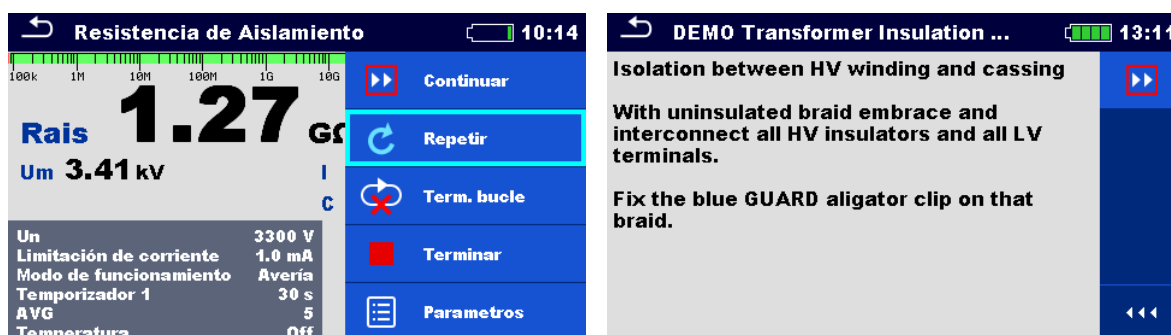 Resistencia de Aislamiento
10:14
100k 1M 10M 100M 1G 10G
Rais 1.27 GΩ
Um 3.41 kV
I
C
Un 3300 V
Limitación de corriente 1.0 mA
Modo de funcionamiento Avería
Temporizador 1 30 s
AVG 5
Temperatura Off
Continuar
Repetir
Term. bucle
Terminar
Parametros
DEMO Transformer Insulation ...
13:11
Isolation between HV winding and cassing
With uninsulated braid embrace and
interconnect all HV insulators and all LV
terminals.
Fix the blue GUARD aligator clip on that
braid.